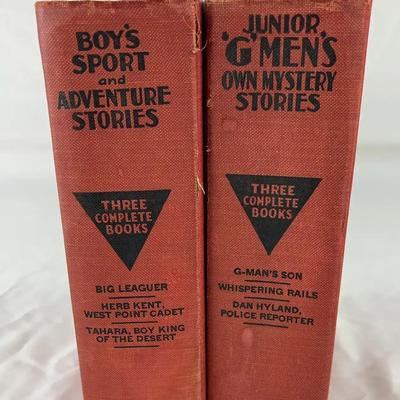 BOY'S
SPORT
and
ADVENTURE
STORIES
THREE
COMPLETE
BOOKS
BIG LEAGUER
HERB KENT,
WEST POINT CADET
TAHARA, BOY KING
OF THE DESERT
JUNIOR
"G" MEN'S
OWN MYSTERY
STORIES
THREE
COMPLETE
BOOKS
G-MAN'S SON
WHISPERING RAILS
DAN HYLAND,
POLICE REPORTER